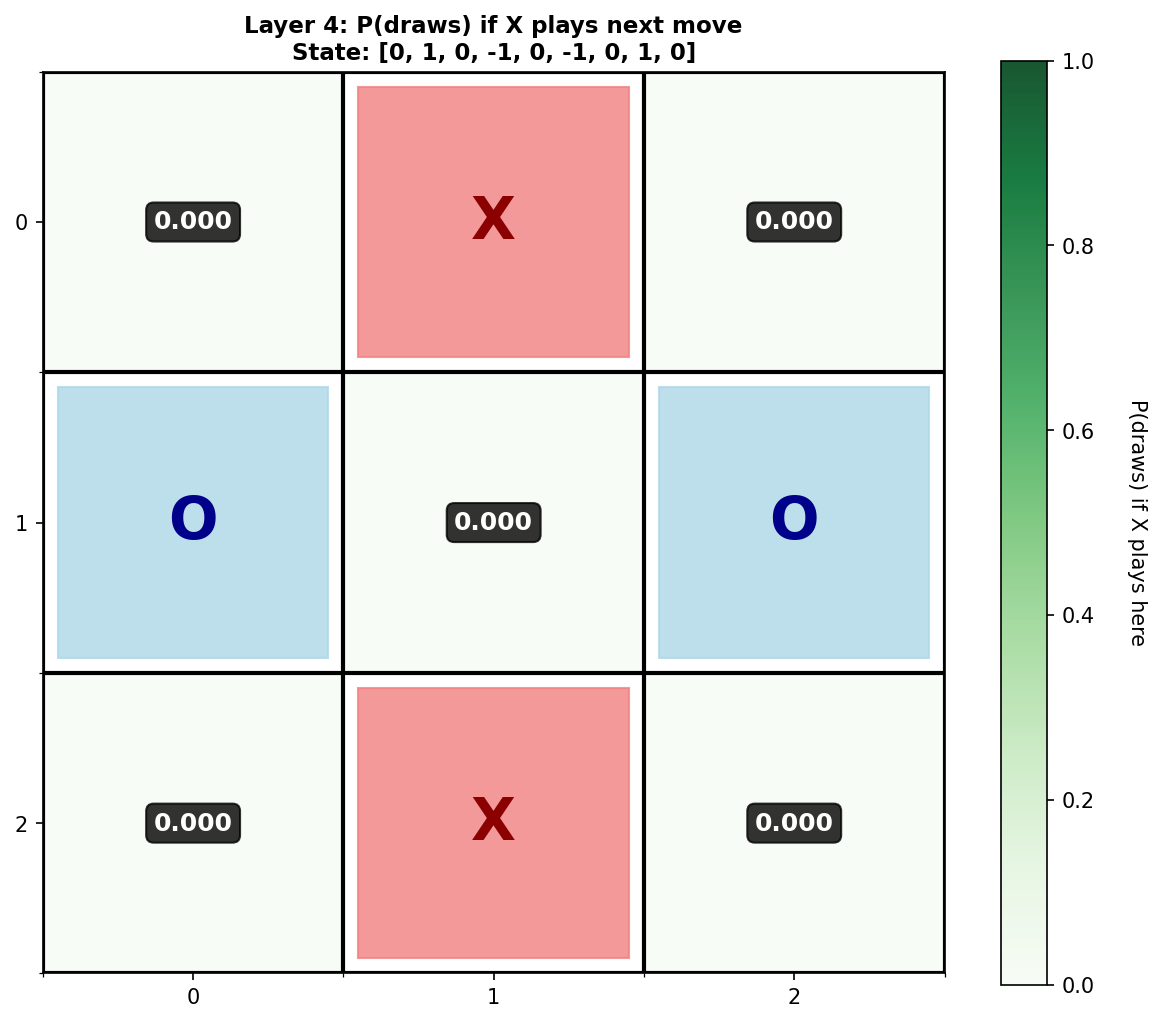 Layer 4: P(draws) if X plays next move
State: [0, 1, 0, -1, 0, -1, 0, 1, 0]
0.000
X
0.000
O
0.000
O
0.000
X
0.000
0
1
2
0
1
2
1.0
0.8
0.6
0.4
0.2
0.0
P(draws) if X plays here